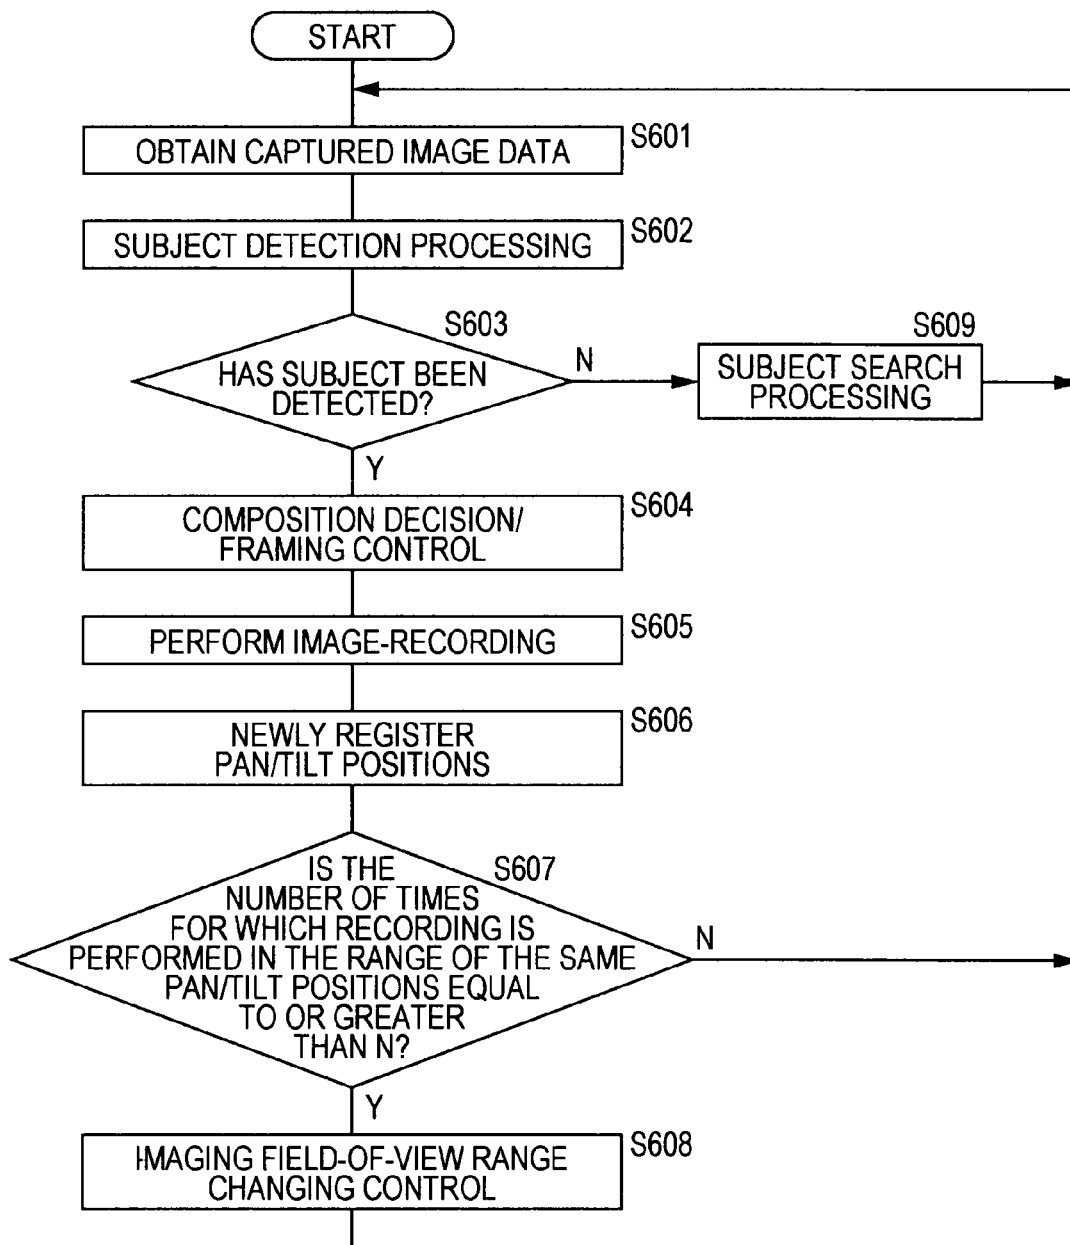 START
OBTAIN CAPTURED IMAGE DATA
S601
SUBJECT DETECTION PROCESSING
S602
S603
HAS SUBJECT BEEN
DETECTED?
N
S609
SUBJECT SEARCH
PROCESSING
Y
COMPOSITION DECISION/
FRAMING CONTROL
S604
PERFORM IMAGE-RECORDING
S605
NEWLY REGISTER
PAN/TILT POSITIONS
S606
S607
IS THE
NUMBER OF TIMES
FOR WHICH RECORDING IS
PERFORMED IN THE RANGE OF THE SAME
PAN/TILT POSITIONS EQUAL
TO OR GREATER
THAN N?
N
Y
IMAGING FIELD-OF-VIEW RANGE
CHANGING CONTROL
S608